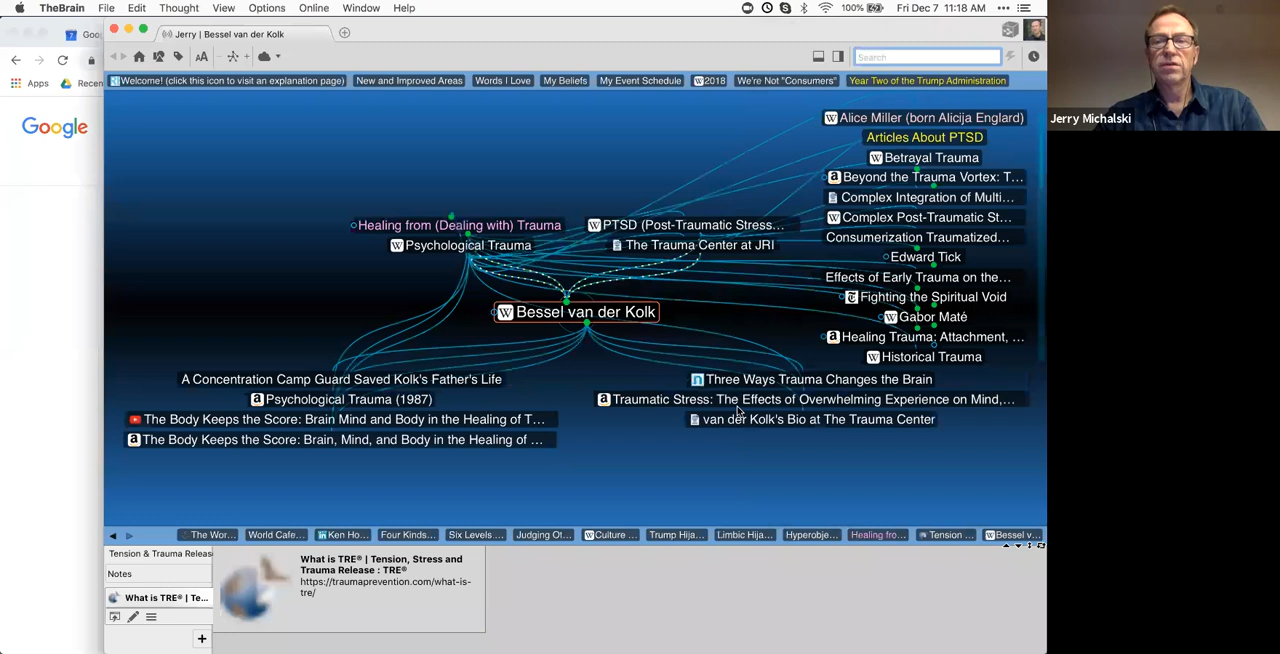 TheBrain File Edit Thought View Options Online Window Help 100% Fri Dec 7 11:18 AM
Goo
Jerry | Bessel van der Kolk
AA
Search
Apps
Recen
Welcome! (click this icon to visit an explanation page) New and Improved Areas Words I Love My Beliefs My Event Schedule 2018 We're Not "Consumers" Year Two of the Trump Administration
Google
Jerry Michalski
Alice Miller (born Alicija Englard)
Articles About PTSD
Betrayal Trauma
Beyond the Trauma Vortex: T...
Complex Integration of Multi...
Complex Post-Traumatic St...
Consumerization Traumatized...
Edward Tick
Effects of Early Trauma on the...
Fighting the Spiritual Void
Gabor Maté
Healing Trauma: Attachment, ...
Historical Trauma
Healing from (Dealing with) Trauma PTSD (Post-Traumatic Stress...
Psychological Trauma The Trauma Center at JRI
Bessel van der Kolk
A Concentration Camp Guard Saved Kolk's Father's Life Three Ways Trauma Changes the Brain
Psychological Trauma (1987) Traumatic Stress: The Effects of Overwhelming Experience on Mind,...
The Body Keeps the Score: Brain Mind and Body in the Healing of T... van der Kolk's Bio at The Trauma Center
The Body Keeps the Score: Brain, Mind, and Body in the Healing of ...
The Wor... World Cafe... Ken Ho... Four Kinds... Six Levels... Judging Ot... Culture... Trump Hija... Limbic Hija... Hyperobje... Healing fro... Tension ... Bessel v...
Tension & Trauma Releas
Notes
What is TRE® | Te...
What is TRE® | Tension, Stress and
Trauma Release : TRE®
https://traumaprevention.com/what-is-
tre/